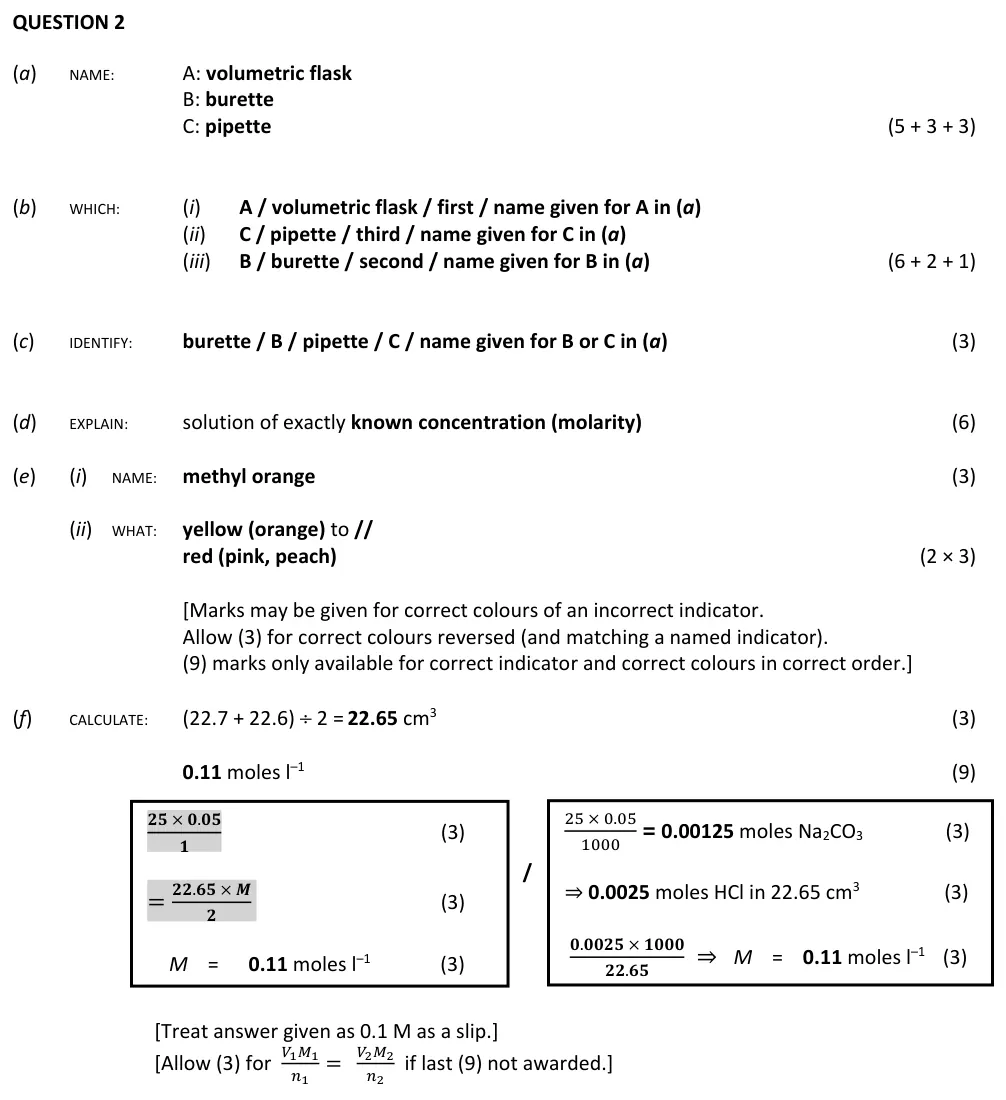 QUESTION 2
(a) NAME: A: volumetric flask
B: burette
C: pipette (5 + 3 + 3)
(b) WHICH: (i) A / volumetric flask / first / name given for A in (a)
(ii) C / pipette / third / name given for C in (a)
(iii) B / burette / second / name given for B in (a) (6 + 2 + 1)
(c) IDENTIFY: burette / B / pipette / C / name given for B or C in (a) (3)
(d) EXPLAIN: solution of exactly known concentration (molarity) (6)
(e) (i) NAME: methyl orange (3)
(ii) WHAT: yellow (orange) to //
red (pink, peach) (2 × 3)
[Marks may be given for correct colours of an incorrect indicator.
Allow (3) for correct colours reversed (and matching a named indicator).
(9) marks only available for correct indicator and correct colours in correct order.]
(f) CALCULATE: (22.7 + 22.6) ÷ 2 = 22.65 cm³ (3)
0.11 moles l⁻¹ (9)
25 × 0.05
1
(3)
= 22.65 × M
2
(3)
M = 0.11 moles l⁻¹ (3)
/
25 × 0.05
1000
= 0.00125 moles Na₂CO₃ (3)
⇒ 0.0025 moles HCl in 22.65 cm³ (3)
0.0025 × 1000
22.65
⇒ M = 0.11 moles l⁻¹ (3)
[Treat answer given as 0.1 M as a slip.]
[Allow (3) for V₁M₁/n₁ = V₂M₂/n₂ if last (9) not awarded.]